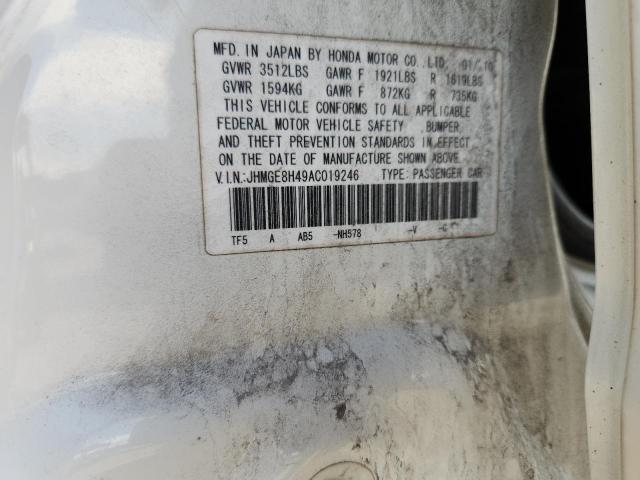 MFD. IN JAPAN BY HONDA MOTOR CO.,LTD. 01/10
GVWR 3512LBS GAWR F 1921LBS R 1619LBS
GVWR 1594KG GAWR F 872KG R 735KG
THIS VEHICLE CONFORMS TO ALL APPLICABLE
FEDERAL MOTOR VEHICLE SAFETY ,BUMPER,
AND THEFT PREVENTION STANDARDS IN EFFECT
ON THE DATE OF MANUFACTURE SHOWN ABOVE.
V.I.N.:JHMGE8H49AC019246 TYPE: PASSENGER CAR
TF5 A AB5 -NH578 -V -G